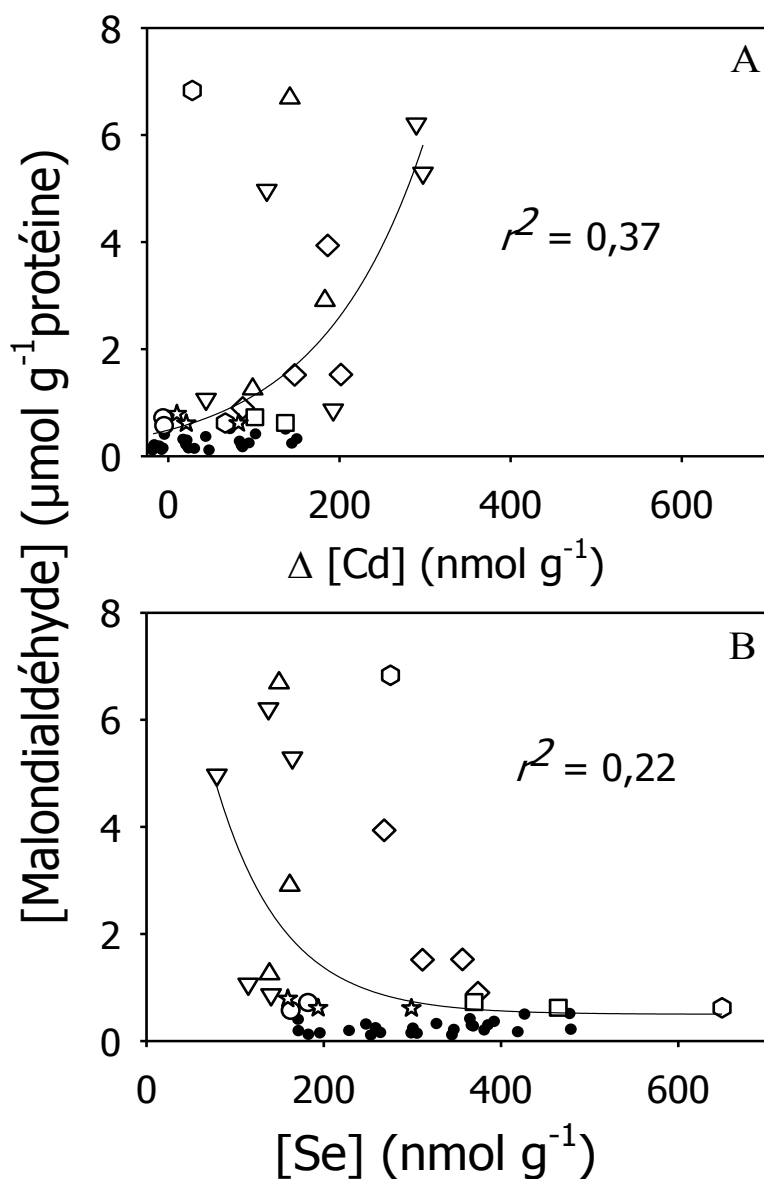 [Malondialdéhyde] (µmol g⁻¹protéine)
8
6
4
2
0
A
r² = 0,37
0 200 400 600
Δ [Cd] (nmol g⁻¹)
8
6
4
2
0
B
r² = 0,22
0 200 400 600
[Se] (nmol g⁻¹)